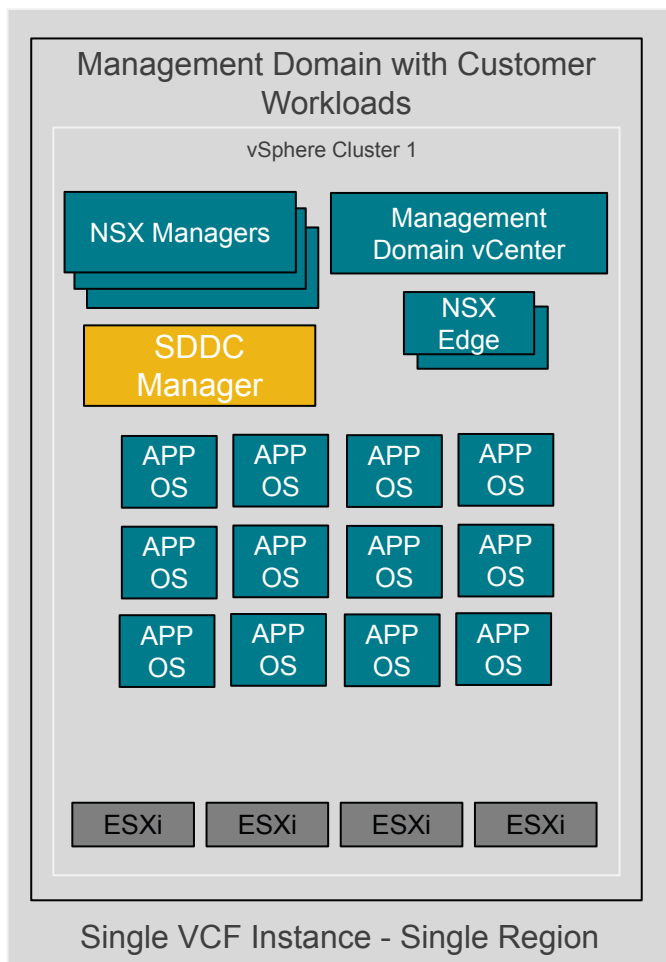 Management Domain with Customer
Workloads
vSphere Cluster 1
NSX Managers
Management
Domain vCenter
NSX
Edge
SDDC
Manager
APP
OS
APP
OS
APP
OS
APP
OS
APP
OS
APP
OS
APP
OS
APP
OS
APP
OS
APP
OS
APP
OS
APP
OS
ESXi
ESXi
ESXi
ESXi
Single VCF Instance - Single Region